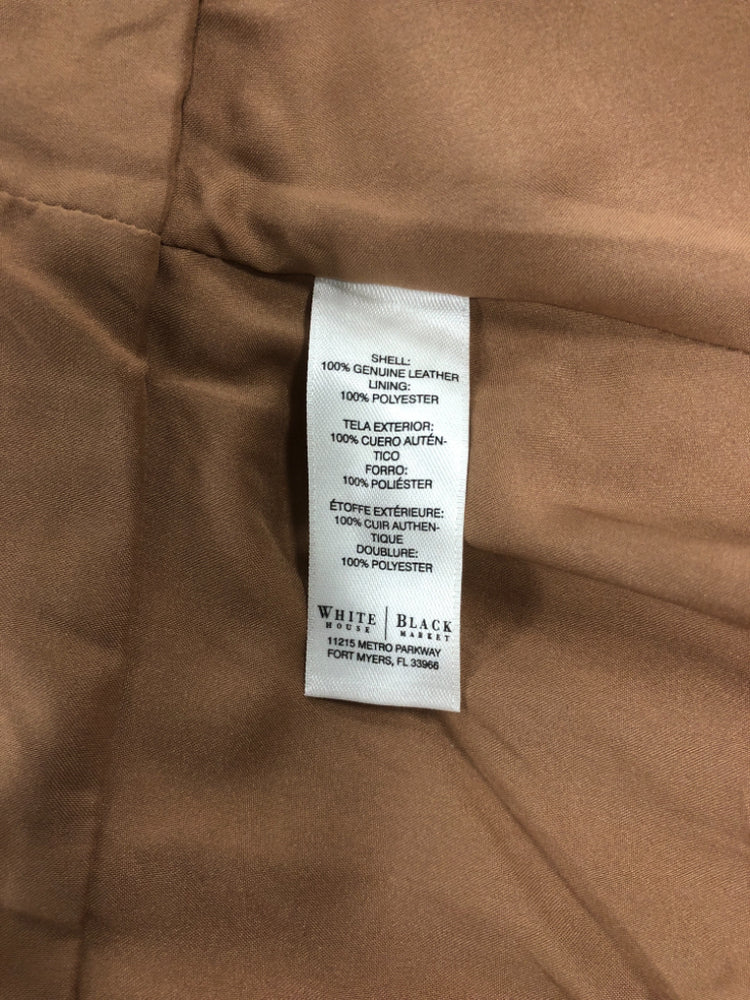 SHELL:
100% GENUINE LEATHER
LINING:
100% POLYESTER
TELA EXTERIOR:
100% CUERO AUTÉN-
TICO
FORRO:
100% POLIÉSTER
ÉTOFFE EXTÉRIEURE:
100% CUIR AUTHEN-
TIQUE
DOUBLURE:
100% POLYESTER
WHITE | BLACK
HOUSE | MARKET
11215 METRO PARKWAY
FORT MYERS, FL 33966